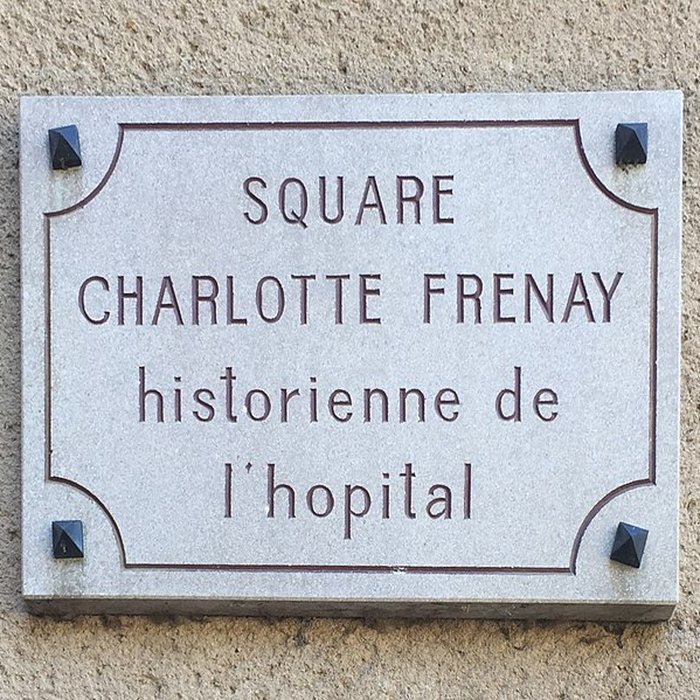 SQUARE
CHARLOTTE FRENAY
historienne de
l'hopital